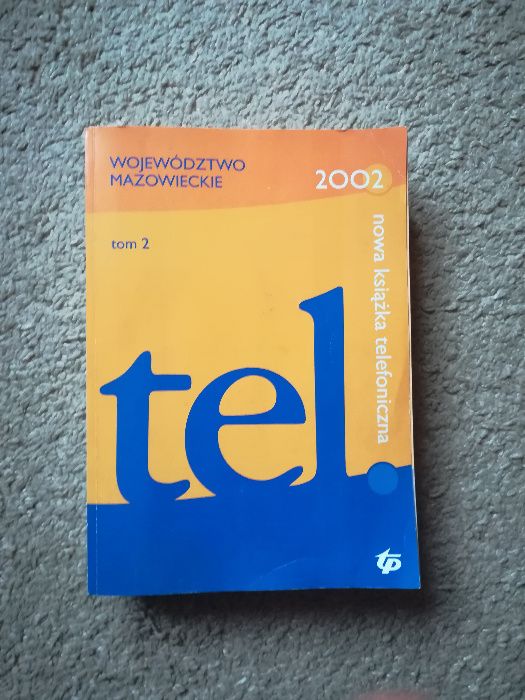 WOJEWÓDZTWO
MAZOWIECKIE
2002
tom 2
nowa książka telefoniczna
tel.
tp